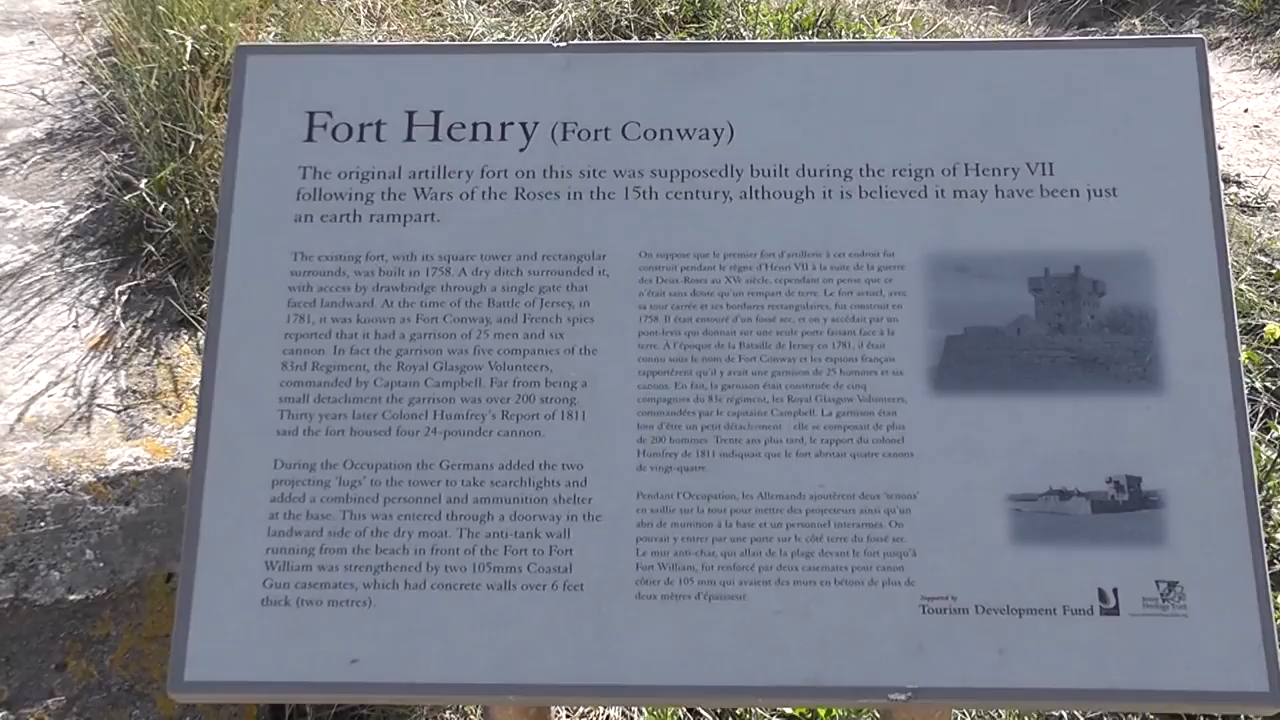 Fort Henry (Fort Conway)
The original artillery fort on this site was supposedly built during the reign of Henry VII
following the Wars of the Roses in the 15th century, although it is believed it may have been just
an earth rampart.
The existing fort, with its square tower and rectangular
surrounds, was built in 1758. A dry ditch surrounded it,
with access by drawbridge through a single gate that
faced landward. At the time of the Battle of Jersey, in
1781, it was known as Fort Conway, and French spies
reported that it had a garrison of 25 men and six
cannon. In fact the garrison was five companies of the
83rd Regiment, the Royal Glasgow Volunteers,
commanded by Captain Campbell. Far from being a
small detachment the garrison was over 200 strong.
Thirty years later Colonel Humfrey's Report of 1811
said the fort housed four 24-pounder cannon.
During the Occupation the Germans added the two
projecting 'lugs' to the tower to take searchlights and
added a combined personnel and ammunition shelter
at the base. This was entered through a doorway in the
landward side of the dry moat. The anti-tank wall
running from the beach in front of the Fort to Fort
William was strengthened by two 105mms Coastal
Gun casemates, which had concrete walls over 6 feet
thick (two metres).
On suppose que le premier fort d'artillerie à cet endroit fut
construit pendant le règne d'Henri VII à la suite de la guerre
des Deux-Roses au XVe siècle, cependant on pense que ce
n'était sans doute qu'un rempart de terre. Le fort actuel, avec
sa tour carrée et ses bordures rectangulaires, fut construit en
1758. Il était entouré d'un fossé sec, et on y accédait par un
pont-levis qui donnait sur une seule porte faisant face à la
terre. À l'époque de la Bataille de Jersey en 1781, il était
connu sous le nom de Fort Conway et les espions français
rapportèrent qu'il y avait une garnison de 25 hommes et six
canons. En fait, la garnison était constituée de cinq
compagnies du 83e régiment, les Royal Glasgow Volunteers,
commandées par le capitaine Campbell. La garnison était
loin d'être un petit détachement : elle se composait de plus
de 200 hommes. Trente ans plus tard, le rapport du colonel
Humfrey de 1811 indiquait que le fort abritait quatre canons
de vingt-quatre.
Pendant l'Occupation, les Allemands ajoutèrent deux 'tenons'
en saillie sur la tour pour mettre des projecteurs ainsi qu'un
abri de munition à la base et un personnel interarmes. On
pouvait y entrer par une porte sur le côté terre du fossé sec.
Le mur anti-char, qui allait de la plage devant le fort jusqu'à
Fort William, fut renforcé par deux casemates pour canon
côtier de 105 mm qui avaient des murs en bétons de plus de
deux mètres d'épaisseur.
Supported by
Tourism Development Fund
Jersey
Heritage Trust